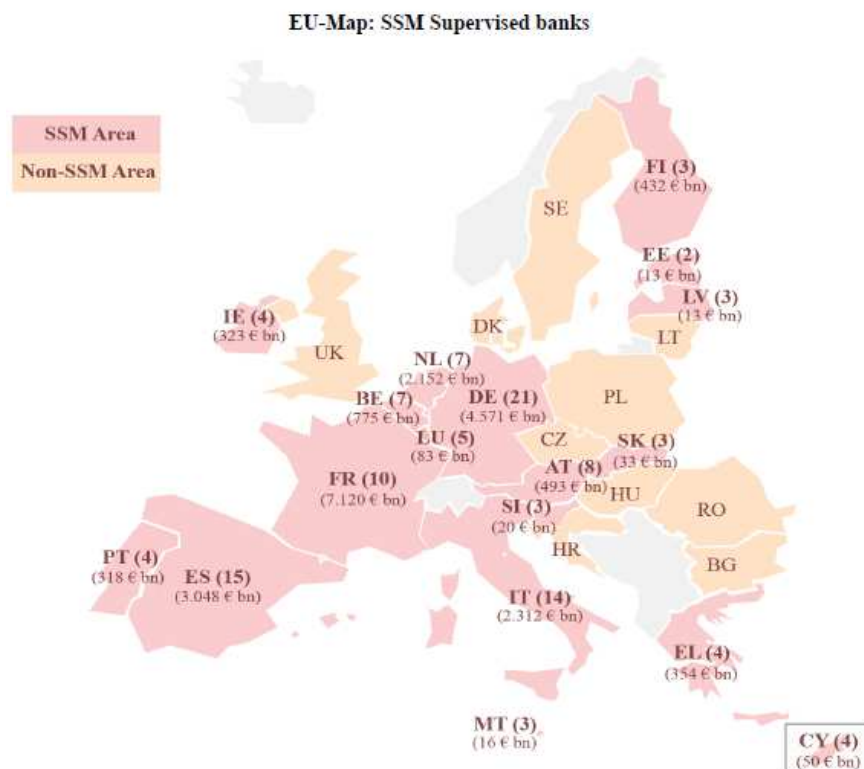 EU-Map: SSM Supervised banks
SSM Area
Non-SSM Area
FI (3)
(432 € bn)
SE
EE (2)
(13 € bn)
LV (3)
(13 € bn)
LT
IE (4)
(323 € bn)
UK
DK
NL (7)
(2.152 € bn)
BE (7)
(775 € bn)
DE (21)
(4.571 € bn)
PL
LU (5)
(83 € bn)
CZ
SK (3)
(33 € bn)
FR (10)
(7.120 € bn)
AT (8)
(493 € bn)
HU
SI (3)
(20 € bn)
RO
HR
BG
PT (4)
(318 € bn)
ES (15)
(3.048 € bn)
IT (14)
(2.312 € bn)
EL (4)
(354 € bn)
MT (3)
(16 € bn)
CY (4)
(50 € bn)